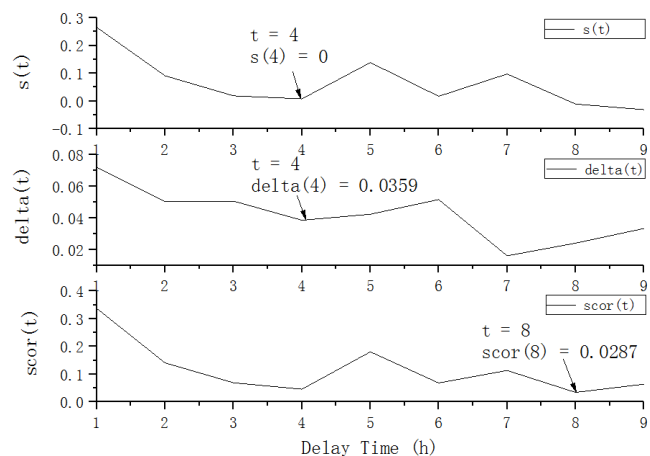 0.3
0.2
0.1
0.0
-0.1
s(t)
t = 4
s(4) = 0
s(t)
1 2 3 4 5 6 7 8 9
0.08
0.06
0.04
0.02
delta(t)
t = 4
delta(4) = 0.0359
delta(t)
1 2 3 4 5 6 7 8 9
0.4
0.3
0.2
0.1
0.0
scor(t)
scor(t)
t = 8
scor(8) = 0.0287
1 2 3 4 5 6 7 8 9
Delay Time (h)